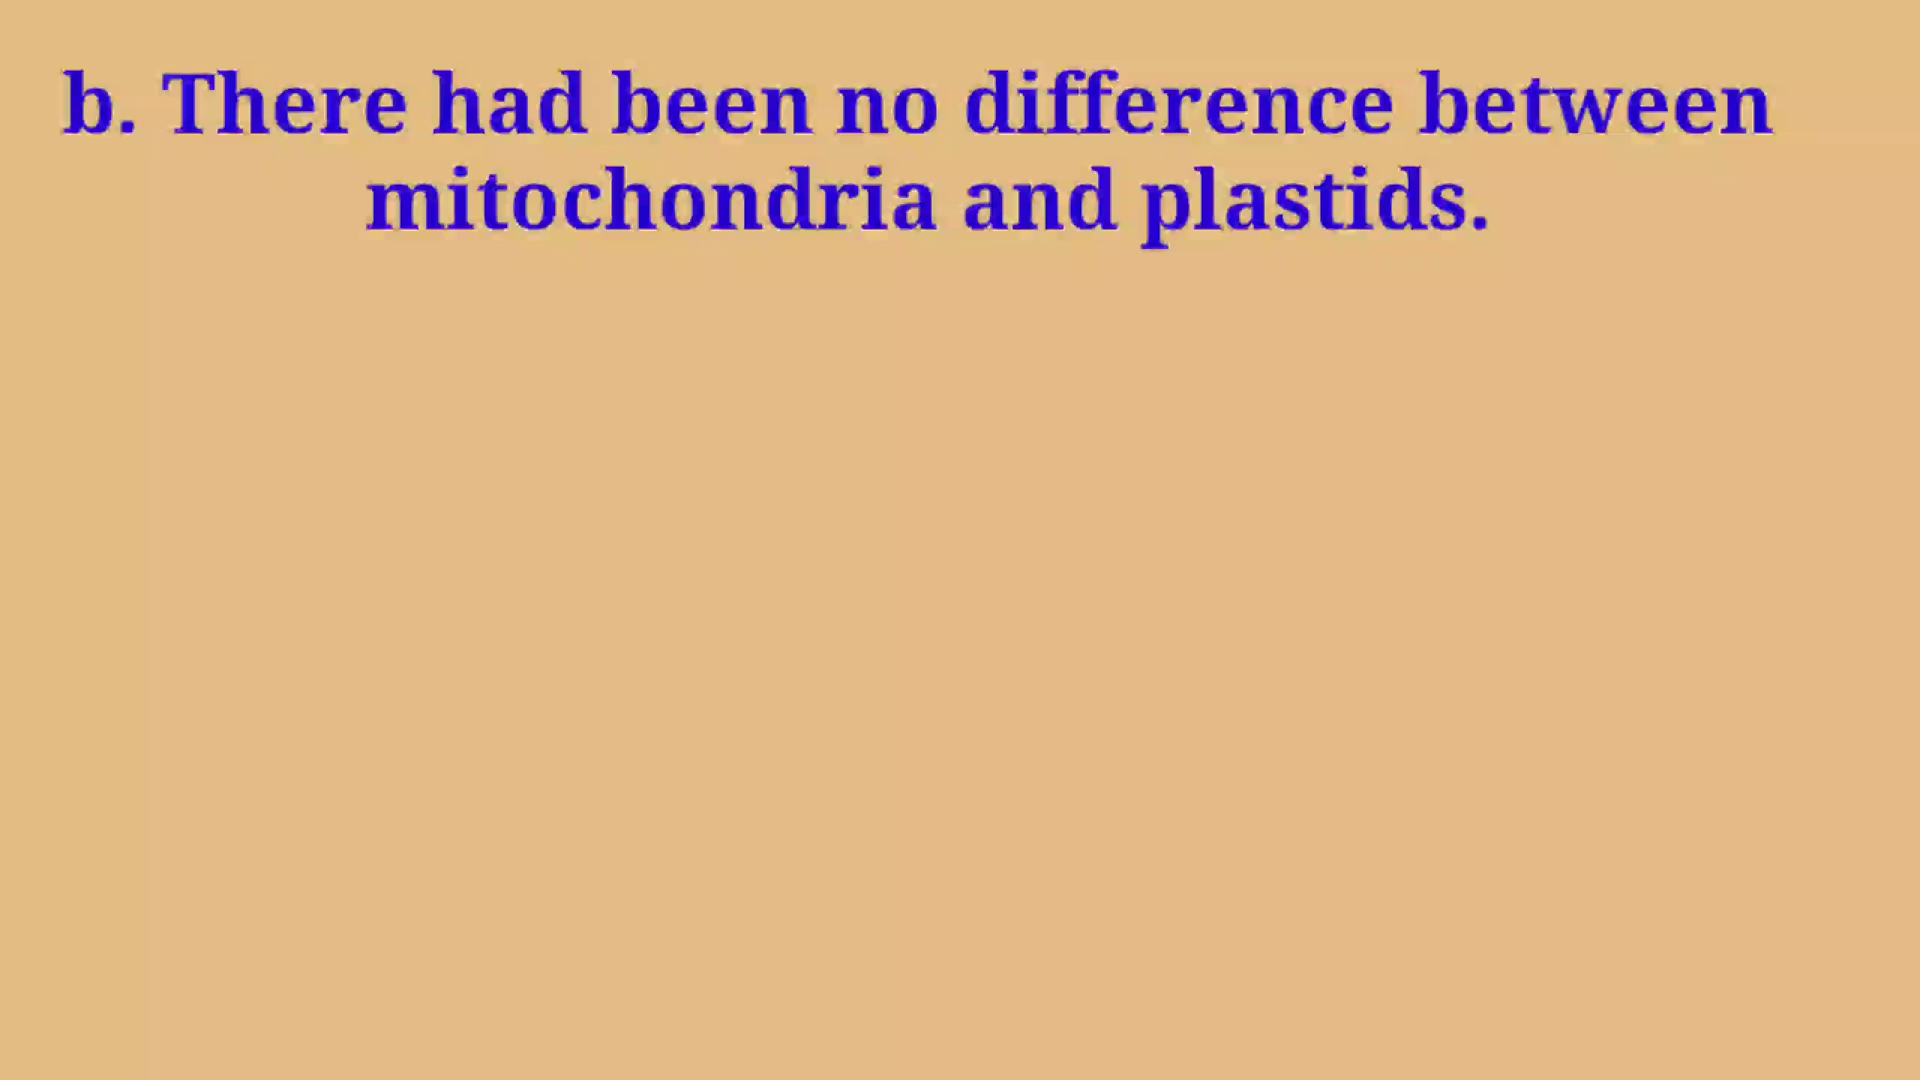 b. There had been no difference between
mitochondria and plastids.